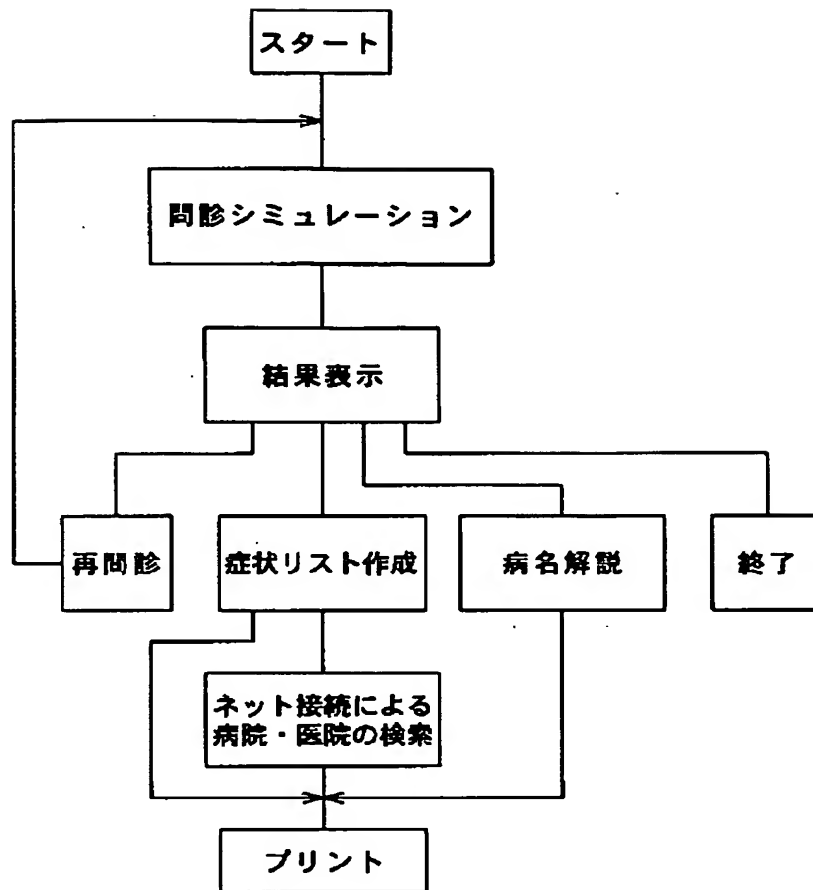 スタート
問診シミュレーション
結果表示
再問診
症状リスト作成
病名解説
終了
ネット接続による
病院・医院の検索
プリント